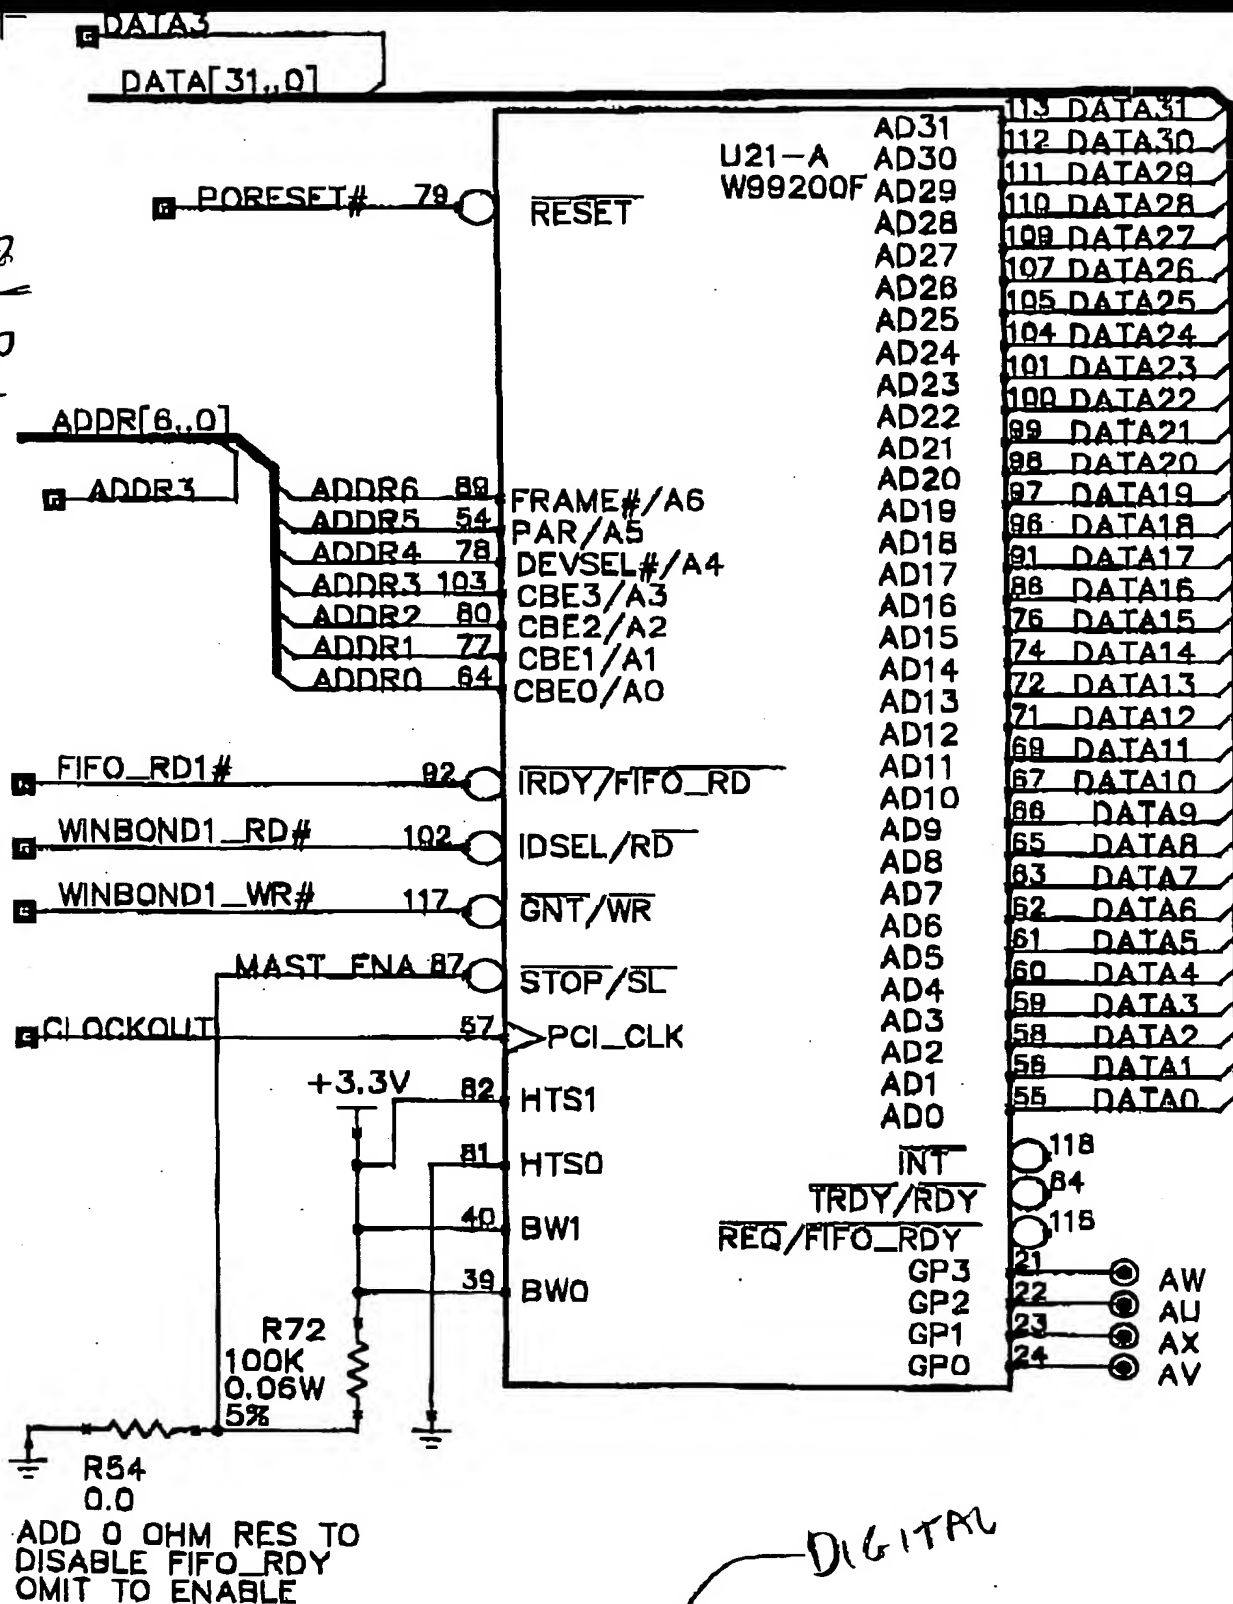 DATA3
DATA[31..0]
U21-A
W99200F
PORESET# 79 RESET
ADDR[6..0]
ADDR3
ADDR6 89 FRAME#/A6
ADDR5 54 PAR/A5
ADDR4 78 DEVSEL#/A4
ADDR3 103 CBE3/A3
ADDR2 80 CBE2/A2
ADDR1 77 CBE1/A1
ADDR0 64 CBE0/A0
FIFO_RD1# 92 IRDY/FIFO_RD
WINBOND1_RD# 102 IDSEL/RD
WINBOND1_WR# 117 GNT/WR
MAST_ENA 87 STOP/SL
CLOCKOUT 57 PCI_CLK
+3.3V
82 HTS1
81 HTS0
40 BW1
39 BW0
R72
100K
0.06W
5%
R54
0.0
ADD 0 OHM RES TO
DISABLE FIFO_RDY
OMIT TO ENABLE
AD31 113 DATA31
AD30 112 DATA30
AD29 111 DATA29
AD28 110 DATA28
AD27 109 DATA27
AD26 107 DATA26
AD25 105 DATA25
AD24 104 DATA24
AD23 101 DATA23
AD22 100 DATA22
AD21 99 DATA21
AD20 98 DATA20
AD19 97 DATA19
AD18 96 DATA18
AD17 91 DATA17
AD16 88 DATA16
AD15 76 DATA15
AD14 74 DATA14
AD13 72 DATA13
AD12 71 DATA12
AD11 69 DATA11
AD10 67 DATA10
AD9 66 DATA9
AD8 65 DATA8
AD7 63 DATA7
AD6 62 DATA6
AD5 61 DATA5
AD4 60 DATA4
AD3 59 DATA3
AD2 58 DATA2
AD1 56 DATA1
AD0 55 DATA0
INT 118
TRDY/RDY 84
REQ/FIFO_RDY 116
GP3 21 AW
GP2 22 AU
GP1 23 AX
GP0 24 AV
DIGITAL